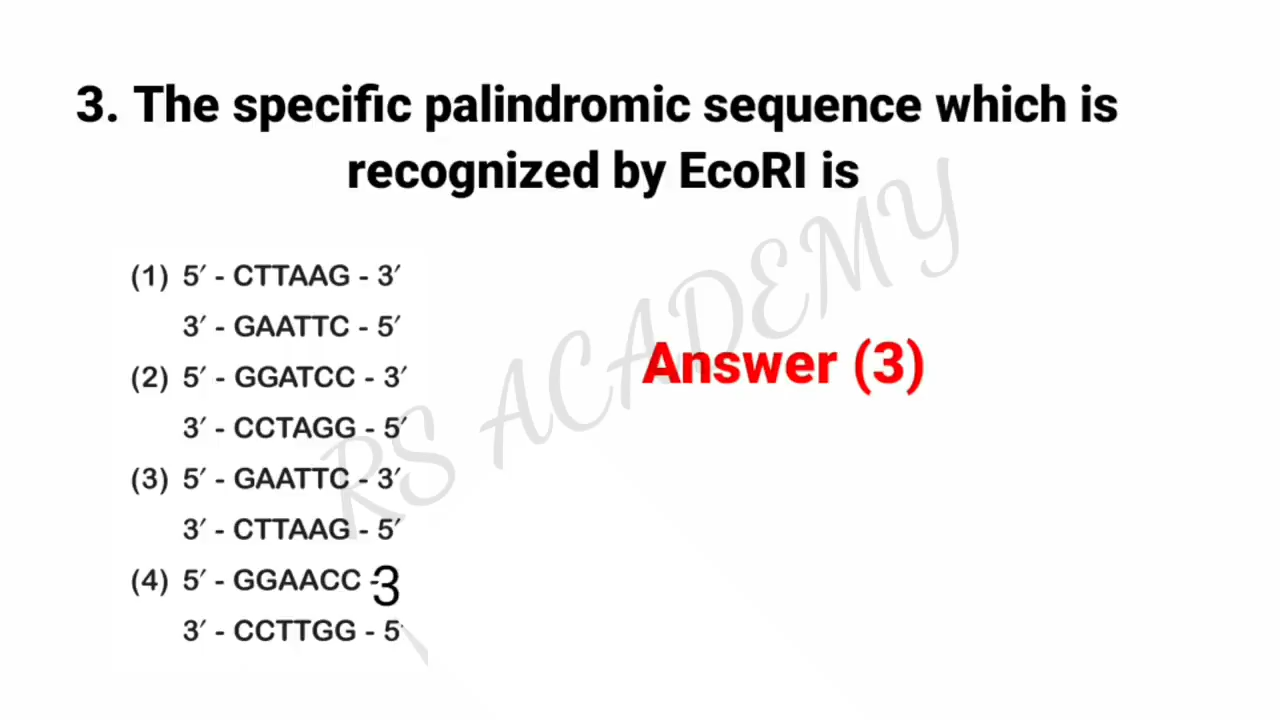 3. The specific palindromic sequence which is
recognized by EcoRI is
(1) 5′ - CTTAAG - 3′
3′ - GAATTC - 5′
(2) 5′ - GGATCC - 3′
3′ - CCTAGG - 5′
(3) 5′ - GAATTC - 3′
3′ - CTTAAG - 5′
(4) 5′ - GGAACC -3
3′ - CCTTGG - 5′
Answer (3)
RS ACADEMY